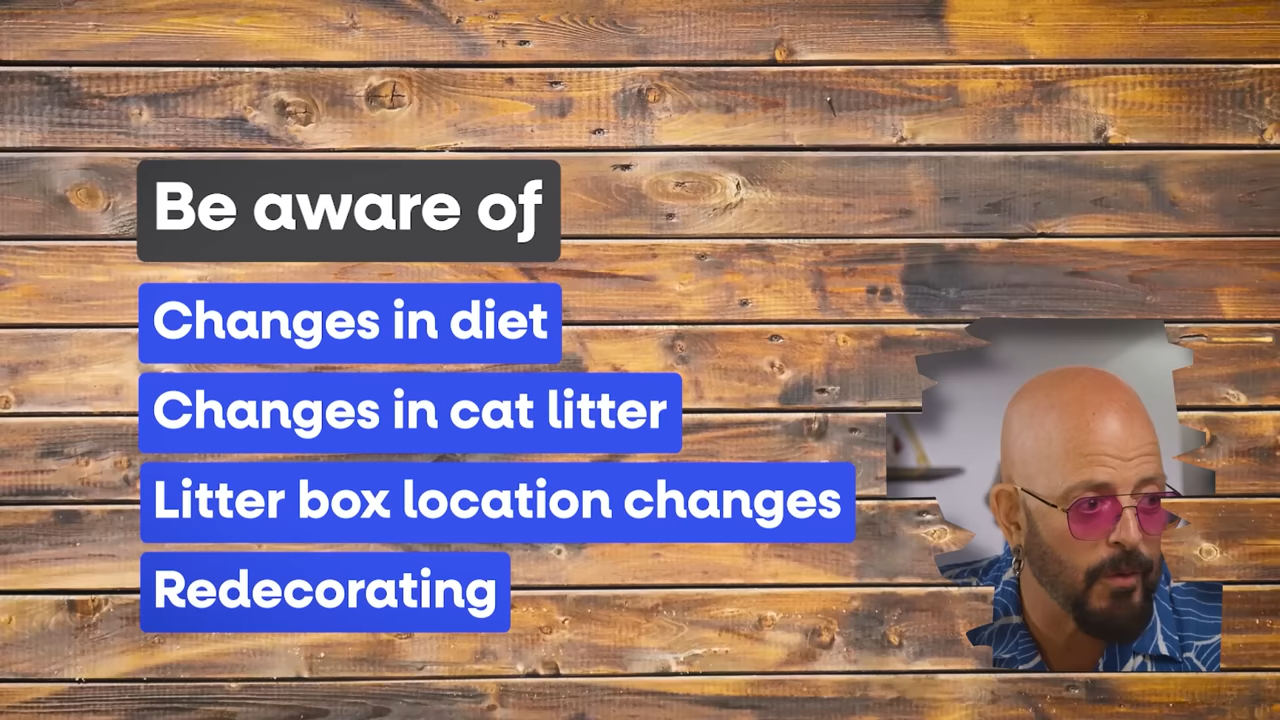 Be aware of
Changes in diet
Changes in cat litter
Litter box location changes
Redecorating